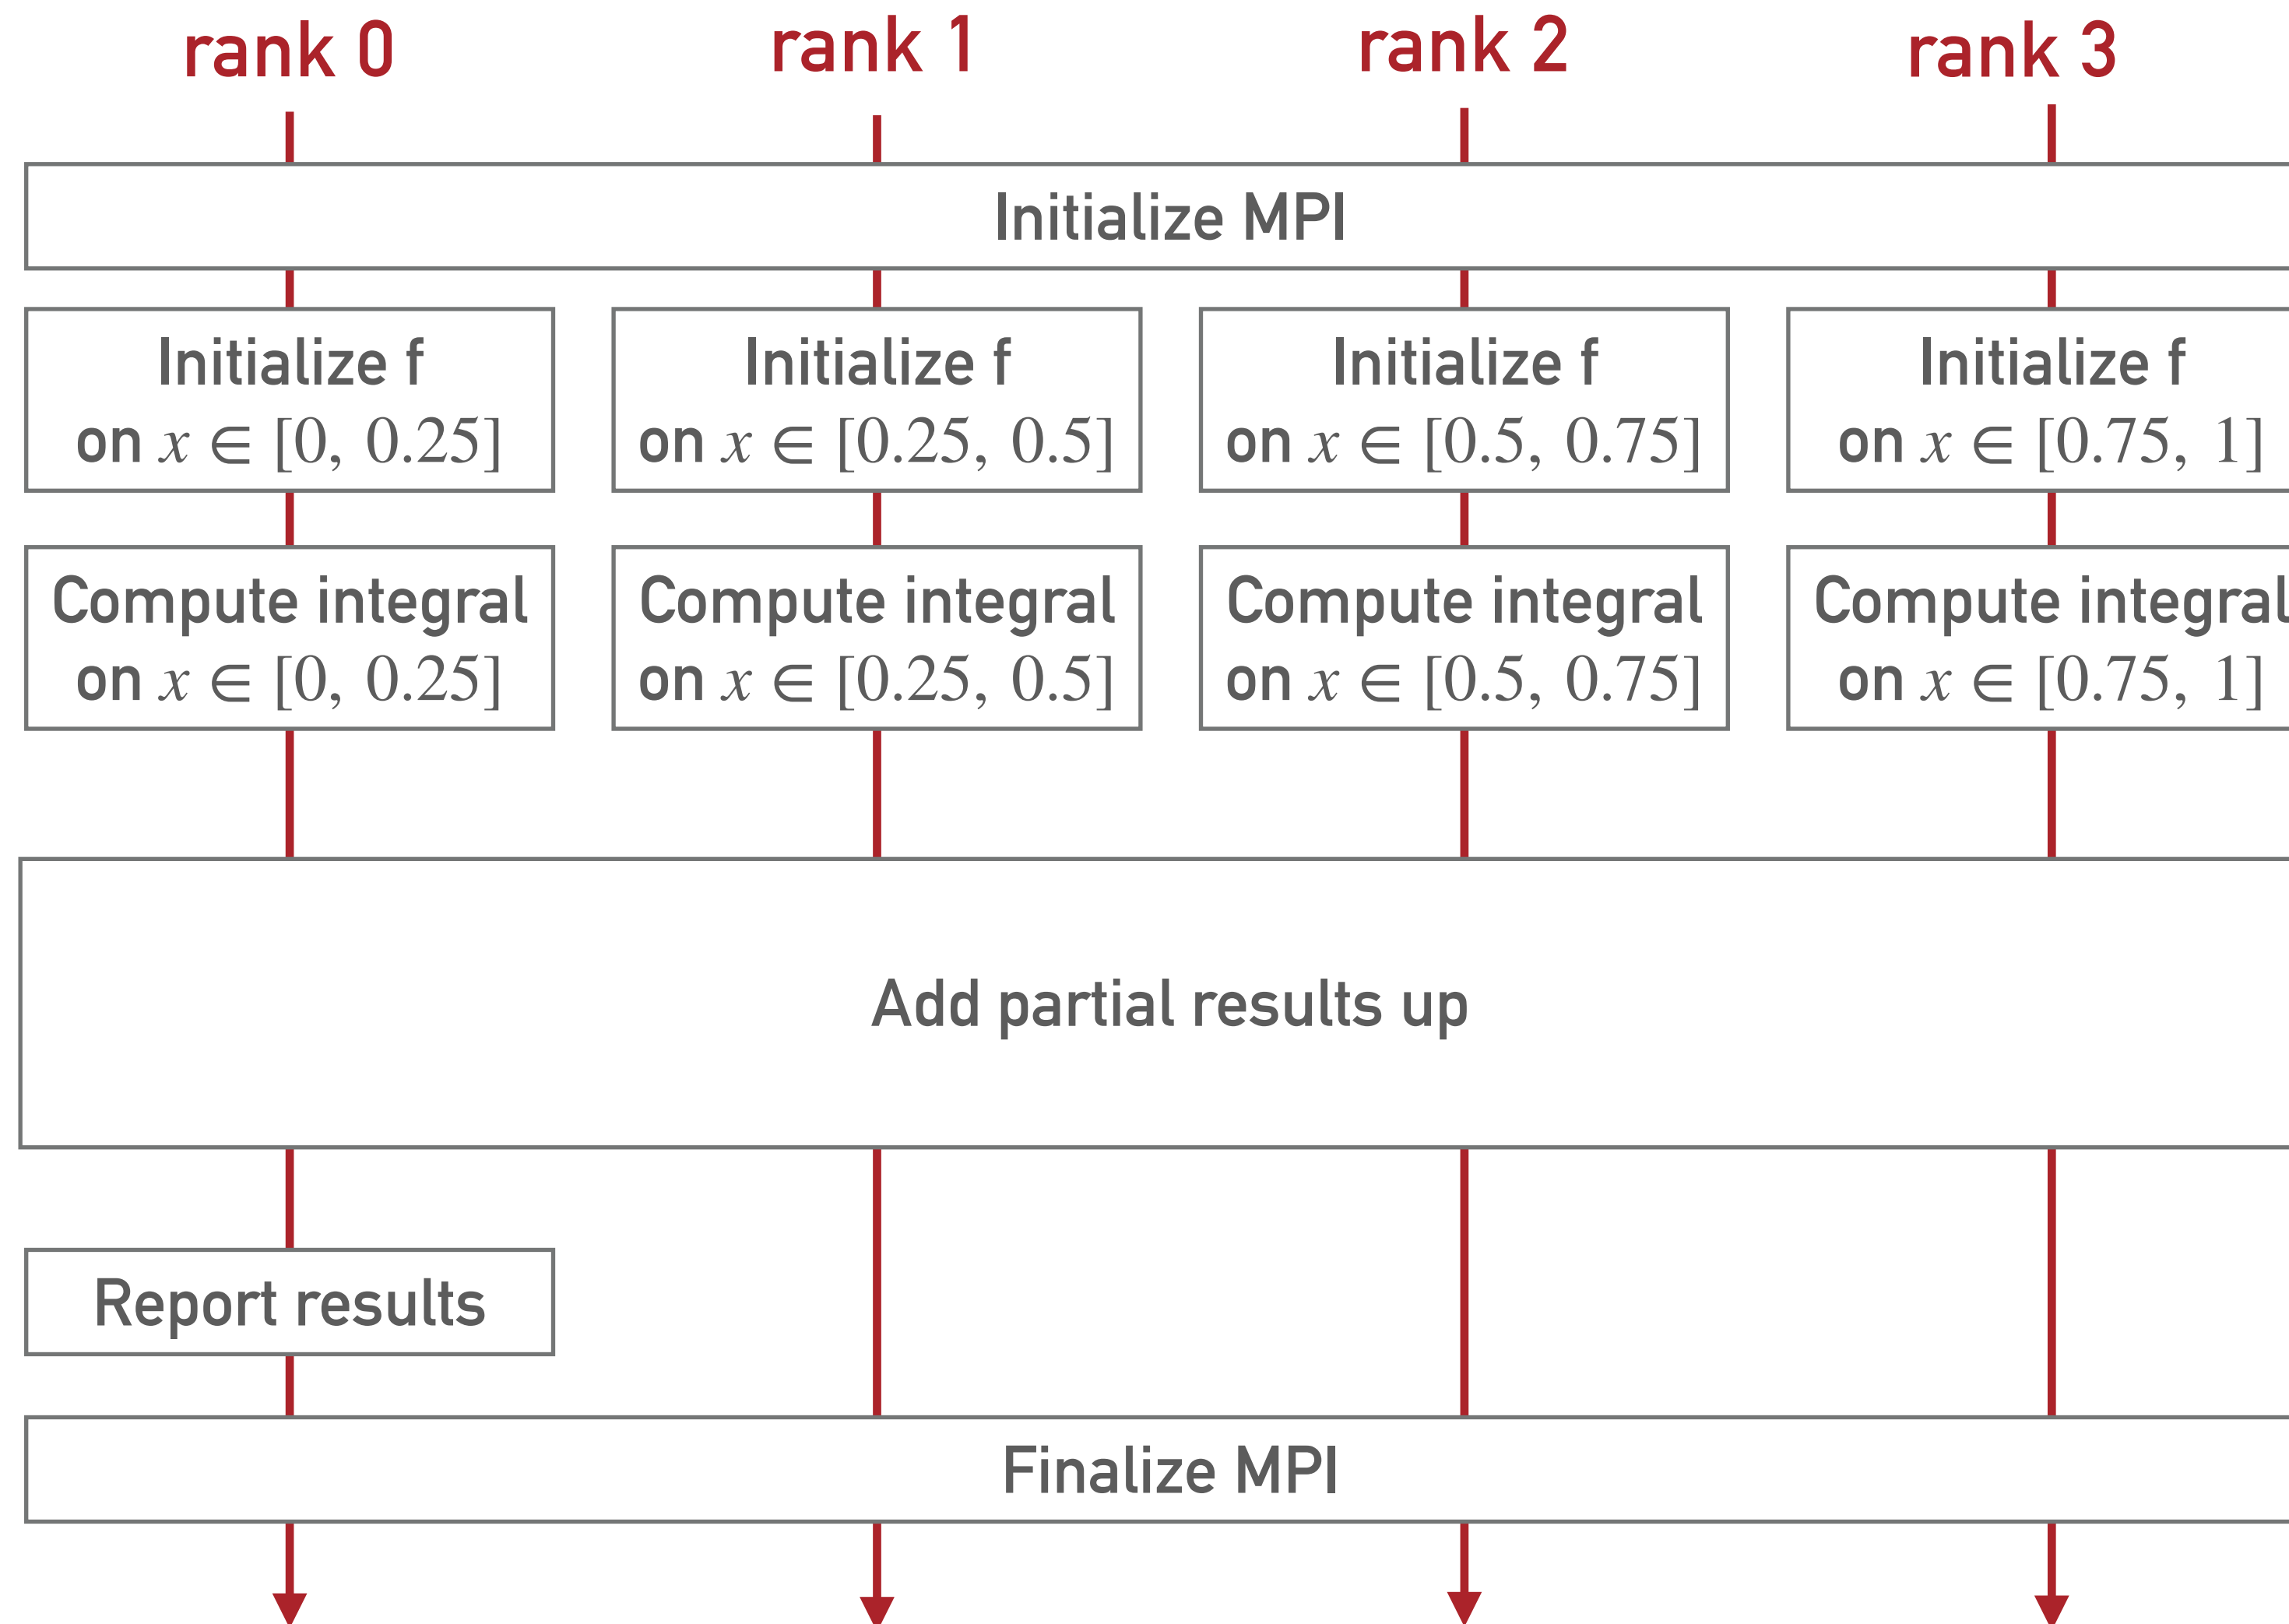 rank 0
rank 1
rank 2
rank 3
Initialize MPI
Initialize f
on x ∈ [0, 0.25]
Initialize f
on x ∈ [0.25, 0.5]
Initialize f
on x ∈ [0.5, 0.75]
Initialize f
on x ∈ [0.75, 1]
Compute integral
on x ∈ [0, 0.25]
Compute integral
on x ∈ [0.25, 0.5]
Compute integral
on x ∈ [0.5, 0.75]
Compute integral
on x ∈ [0.75, 1]
Add partial results up
Report results
Finalize MPI